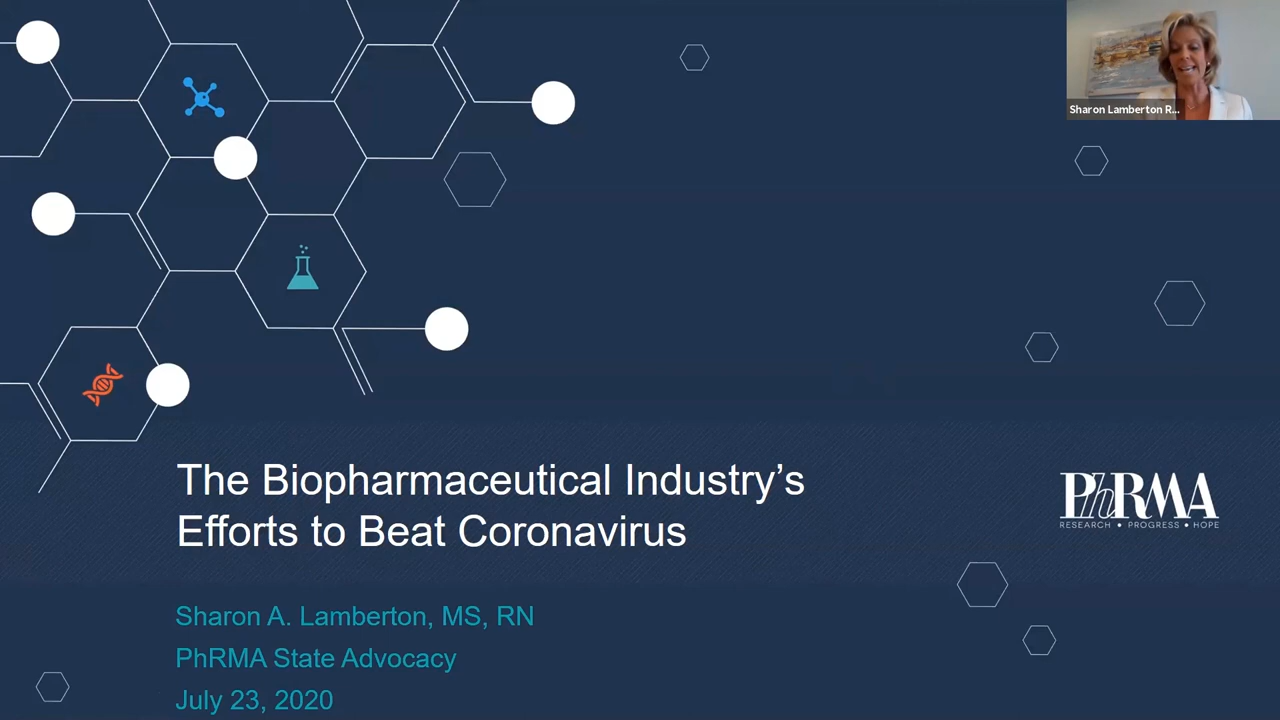 Sharon Lamberton R...
The Biopharmaceutical Industry’s
Efforts to Beat Coronavirus
PhRMA
RESEARCH • PROGRESS • HOPE
Sharon A. Lamberton, MS, RN
PhRMA State Advocacy
July 23, 2020